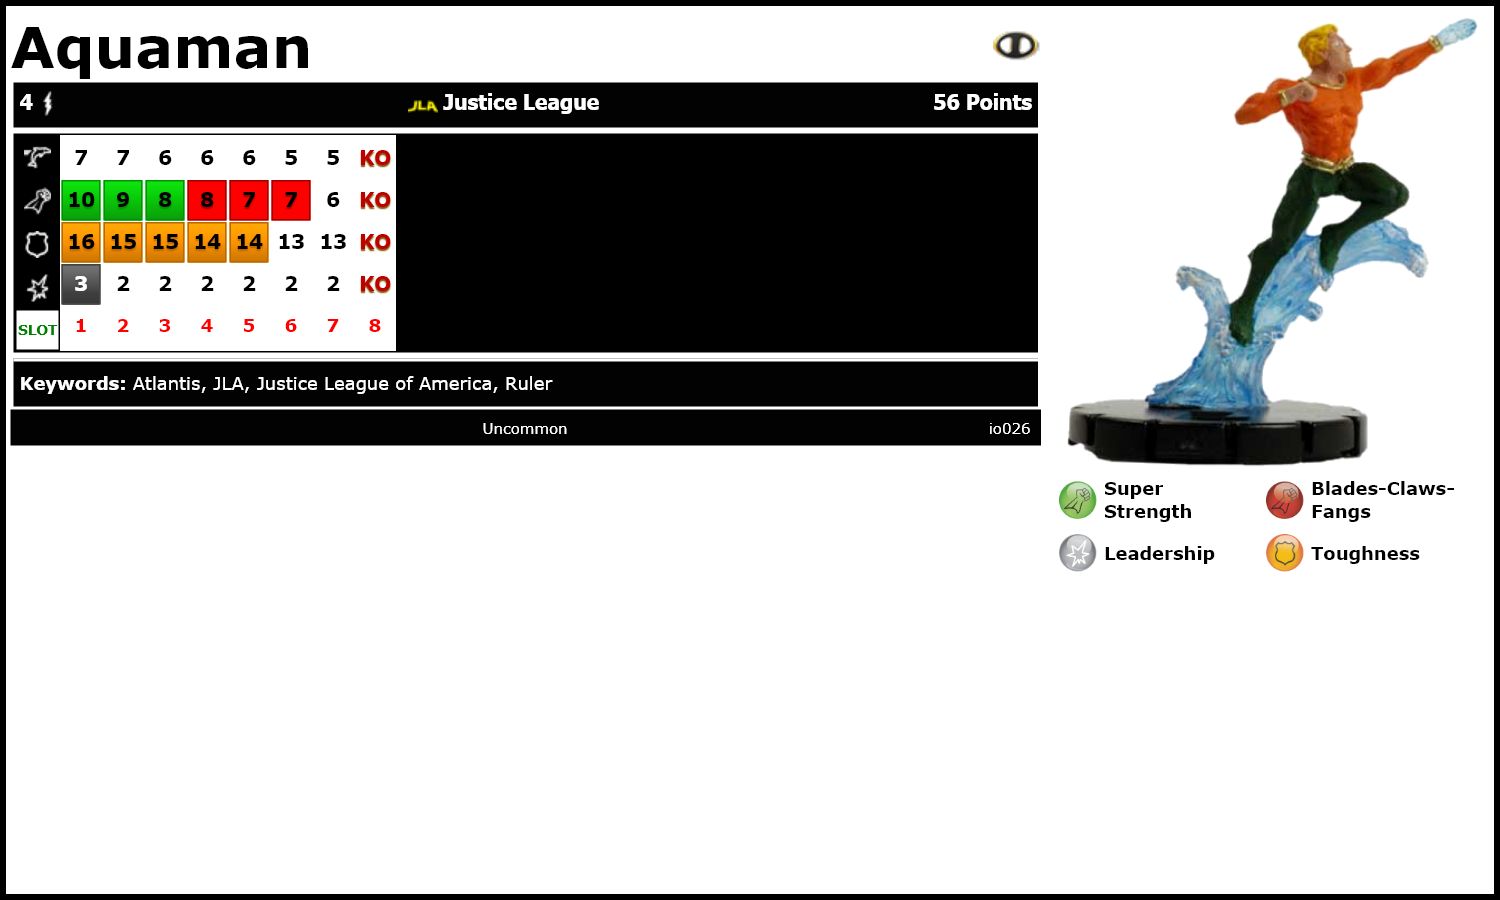 Aquaman
4 JLA Justice League 56 Points
7 7 6 6 6 5 5 KO
10 9 8 8 7 7 6 KO
16 15 15 14 14 13 13 KO
3 2 2 2 2 2 2 KO
SLOT 1 2 3 4 5 6 7 8
Keywords: Atlantis, JLA, Justice League of America, Ruler
Uncommon io026
Super Strength
Blades-Claws-
Fangs
Leadership
Toughness